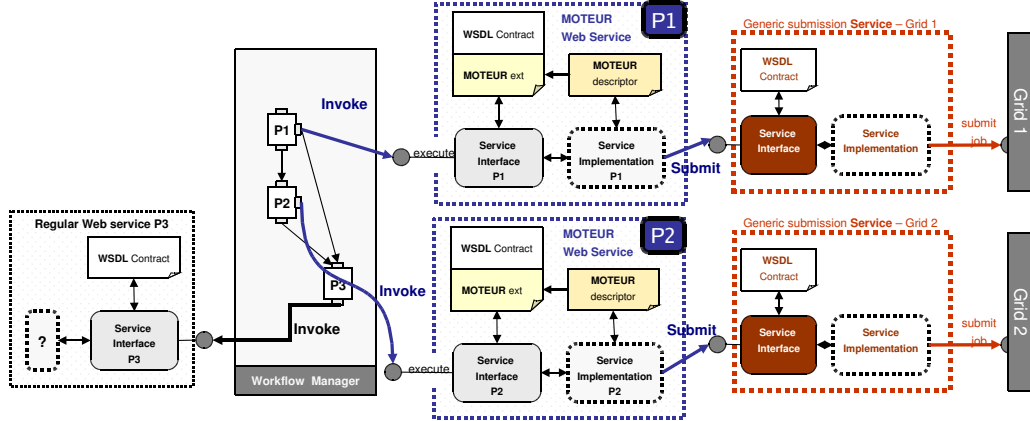 Regular Web service P3
WSDL Contract
?
Service
Interface
P3
Invoke
P1
P2
P3
Workflow Manager
Invoke
Invoke
MOTEUR
Web Service
P1
WSDL Contract
MOTEUR ext
MOTEUR
descriptor
execute
Service
Interface
P1
Service
Implementation
P1
Submit
MOTEUR
Web Service
P2
WSDL Contract
MOTEUR ext
MOTEUR
descriptor
execute
Service
Interface
P2
Service
Implementation
P2
Submit
Generic submission Service – Grid 1
WSDL
Contract
Service
Interface
Service
Implementation
submit
job
Grid 1
Generic submission Service – Grid 2
WSDL
Contract
Service
Interface
Service
Implementation
submit
job
Grid 2